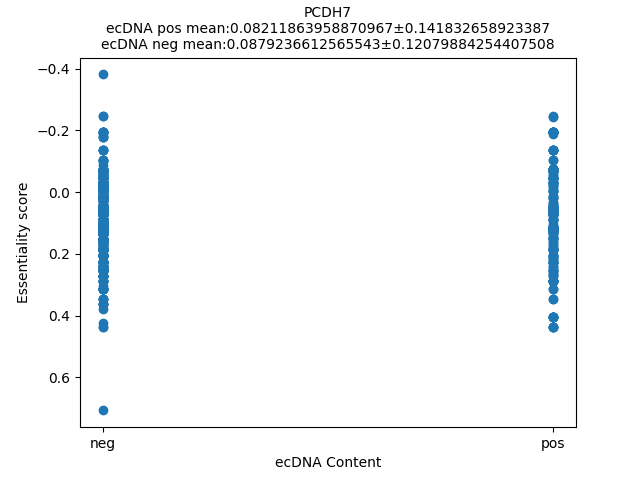 PCDH7
ecDNA pos mean:0.08211863958870967±0.141832658923387
ecDNA neg mean:0.0879236612565543±0.12079884254407508
−0.4
−0.2
0.0
0.2
0.4
0.6
Essentiality score
neg
pos
ecDNA Content